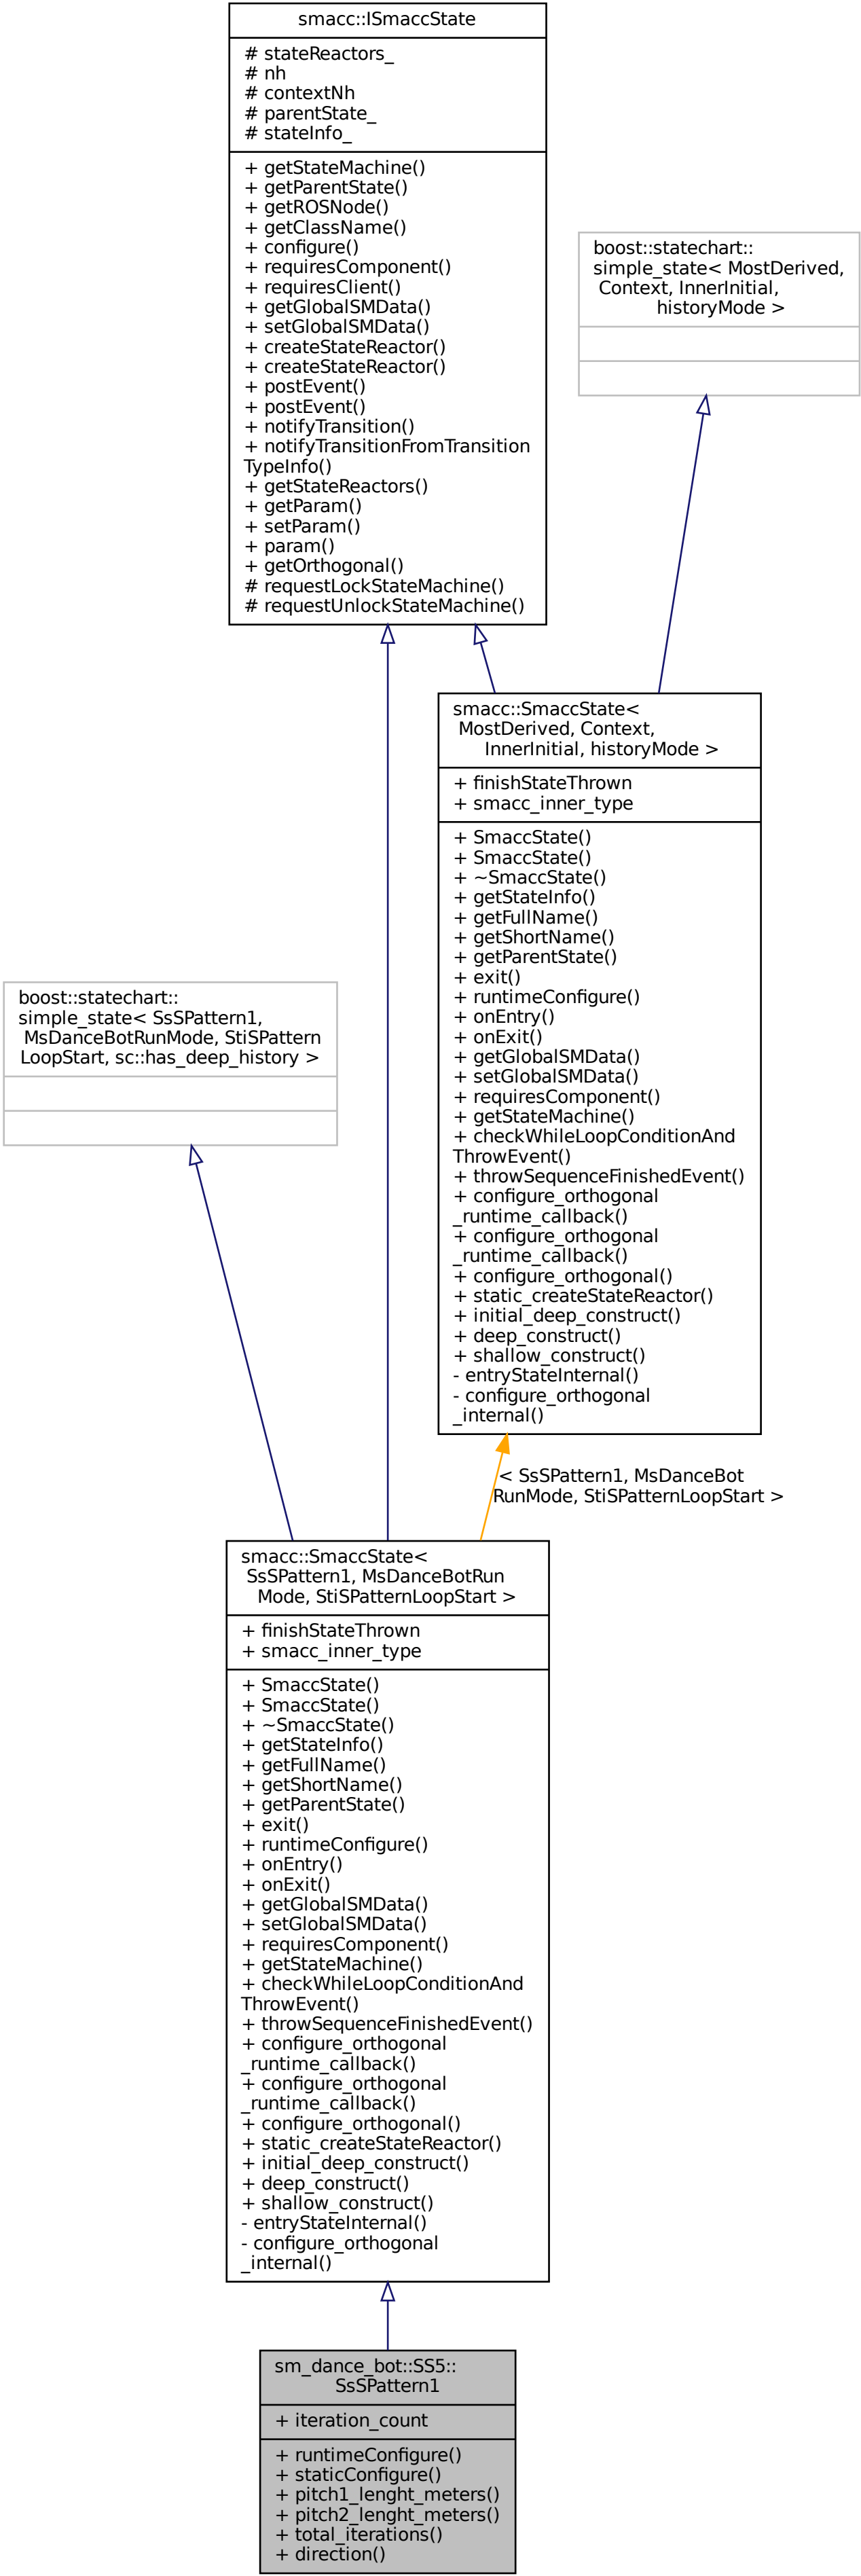 smacc::ISmaccState
# stateReactors_
# nh
# contextNh
# parentState_
# stateInfo_
+ getStateMachine()
+ getParentState()
+ getROSNode()
+ getClassName()
+ configure()
+ requiresComponent()
+ requiresClient()
+ getGlobalSMData()
+ setGlobalSMData()
+ createStateReactor()
+ createStateReactor()
+ postEvent()
+ postEvent()
+ notifyTransition()
+ notifyTransitionFromTransition
TypeInfo()
+ getStateReactors()
+ getParam()
+ setParam()
+ param()
+ getOrthogonal()
# requestLockStateMachine()
# requestUnlockStateMachine()
boost::statechart::
simple_state< MostDerived,
Context, InnerInitial,
historyMode >
smacc::SmaccState<
MostDerived, Context,
InnerInitial, historyMode >
+ finishStateThrown
+ smacc_inner_type
+ SmaccState()
+ SmaccState()
+ ~SmaccState()
+ getStateInfo()
+ getFullName()
+ getShortName()
+ getParentState()
+ exit()
+ runtimeConfigure()
+ onEntry()
+ onExit()
+ getGlobalSMData()
+ setGlobalSMData()
+ requiresComponent()
+ getStateMachine()
+ checkWhileLoopConditionAnd
ThrowEvent()
+ throwSequenceFinishedEvent()
+ configure_orthogonal
_runtime_callback()
+ configure_orthogonal
_runtime_callback()
+ configure_orthogonal()
+ static_createStateReactor()
+ initial_deep_construct()
+ deep_construct()
+ shallow_construct()
- entryStateInternal()
- configure_orthogonal
_internal()
boost::statechart::
simple_state< SsSPattern1,
MsDanceBotRunMode, StiSPattern
LoopStart, sc::has_deep_history >
< SsSPattern1, MsDanceBot
RunMode, StiSPatternLoopStart >
smacc::SmaccState<
SsSPattern1, MsDanceBotRun
Mode, StiSPatternLoopStart >
+ finishStateThrown
+ smacc_inner_type
+ SmaccState()
+ SmaccState()
+ ~SmaccState()
+ getStateInfo()
+ getFullName()
+ getShortName()
+ getParentState()
+ exit()
+ runtimeConfigure()
+ onEntry()
+ onExit()
+ getGlobalSMData()
+ setGlobalSMData()
+ requiresComponent()
+ getStateMachine()
+ checkWhileLoopConditionAnd
ThrowEvent()
+ throwSequenceFinishedEvent()
+ configure_orthogonal
_runtime_callback()
+ configure_orthogonal
_runtime_callback()
+ configure_orthogonal()
+ static_createStateReactor()
+ initial_deep_construct()
+ deep_construct()
+ shallow_construct()
- entryStateInternal()
- configure_orthogonal
_internal()
sm_dance_bot::SS5::
SsSPattern1
+ iteration_count
+ runtimeConfigure()
+ staticConfigure()
+ pitch1_lenght_meters()
+ pitch2_lenght_meters()
+ total_iterations()
+ direction()